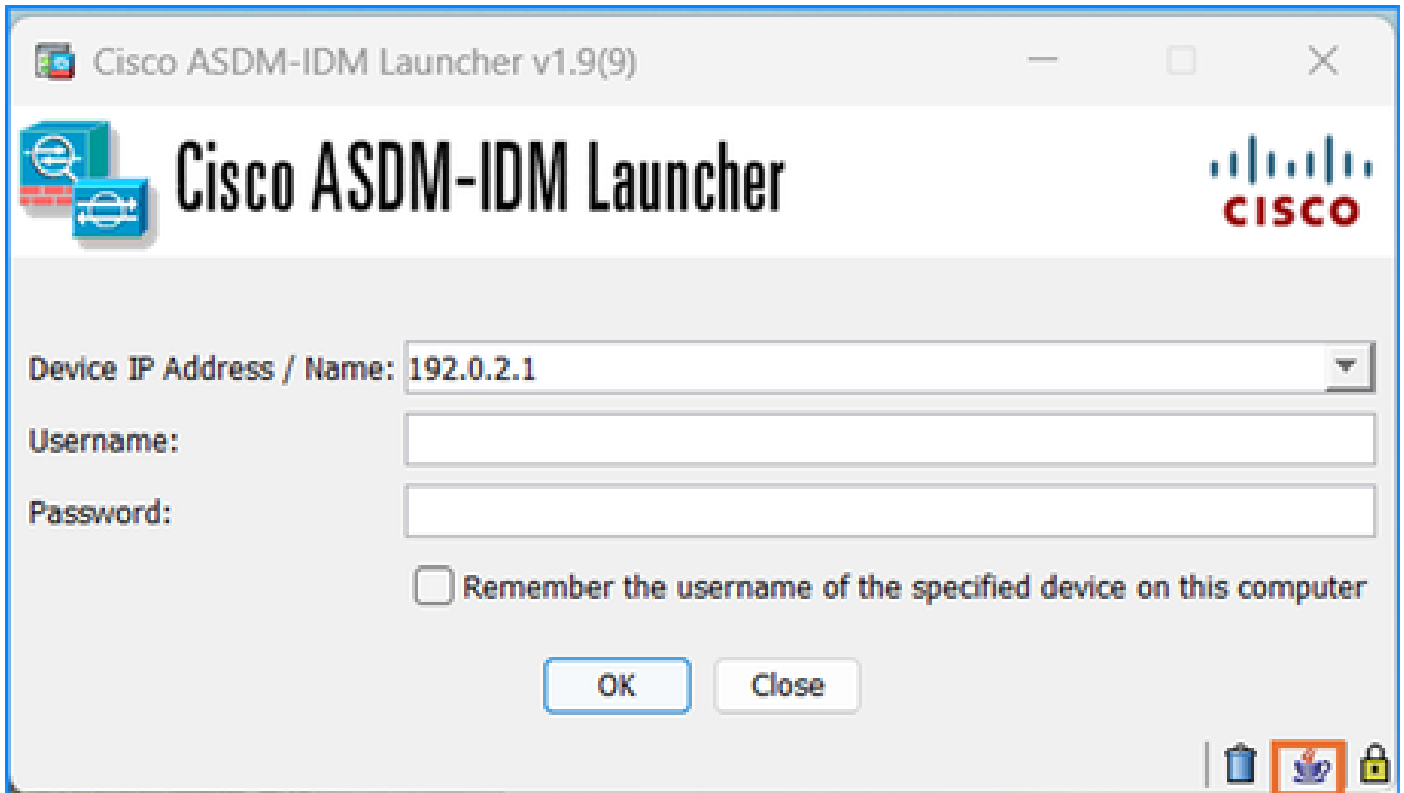 Cisco ASDM-IDM Launcher v1.9(9)
Cisco ASDM-IDM Launcher
CISCO
Device IP Address / Name: 192.0.2.1
Username:
Password:
Remember the username of the specified device on this computer
OK Close